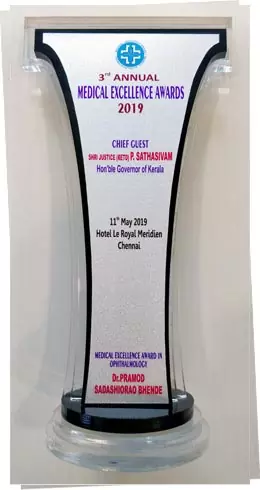 3rd ANNUAL
MEDICAL EXCELLENCE AWARDS
2019
CHIEF GUEST
SHRI JUSTICE (RETD) P. SATHASIVAM
Hon'ble Governor of Kerala
11th May 2019
Hotel Le Royal Meridien
Chennai
MEDICAL EXCELLENCE AWARD IN
OPHTHALMOLOGY
Dr.PRAMOD
SADASHIORAO BHENDE